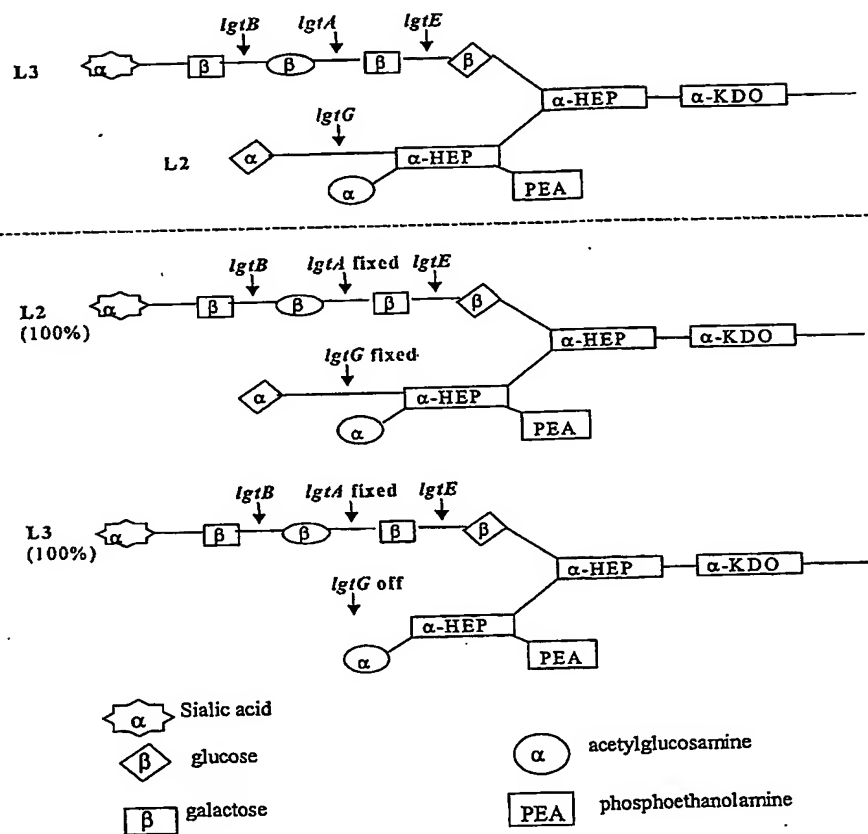 lgtB lgtA lgtE
L3 α β β β β
α-HEP α-KDO
lgtG
L2 α α-HEP
α PEA
lgtB lgtA fixed lgtE
L2 α β β β β
(100%)
α-HEP α-KDO
lgtG fixed
α α-HEP
α PEA
lgtB lgtA fixed lgtE
L3 α β β β β
(100%)
α-HEP α-KDO
lgtG off
α-HEP
α PEA
α Sialic acid
β glucose
α acetylglucosamine
β galactose
PEA phosphoethanolamine